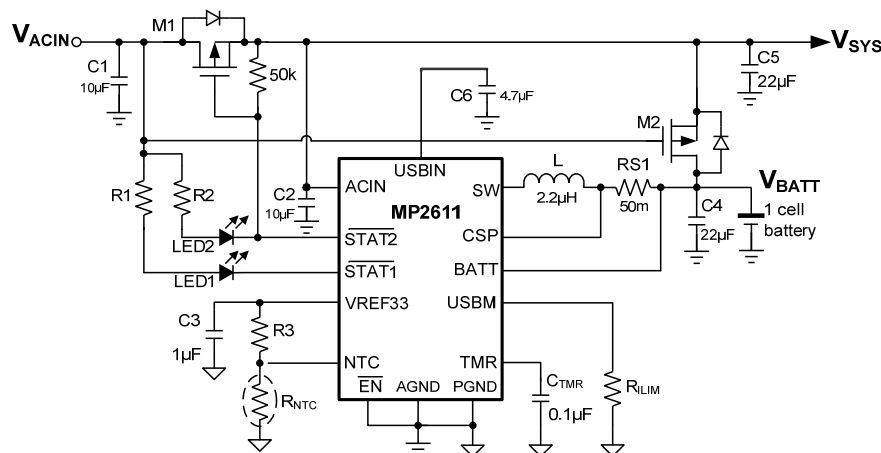 M1
VACIN
VSYS
C1
10µF
50k
C5
22µF
C6
4.7µF
M2
USBIN
R1
R2
C2
10µF
ACIN
SW
L
2.2µH
RS1
50m
VBATT
MP2611
C4
22µF
1 cell
battery
LED2
STAT2
CSP
LED1
STAT1
BATT
VREF33
USBM
C3
1µF
R3
NTC
TMR
CTMR
0.1µF
RILIM
RNTC
EN
AGND
PGND